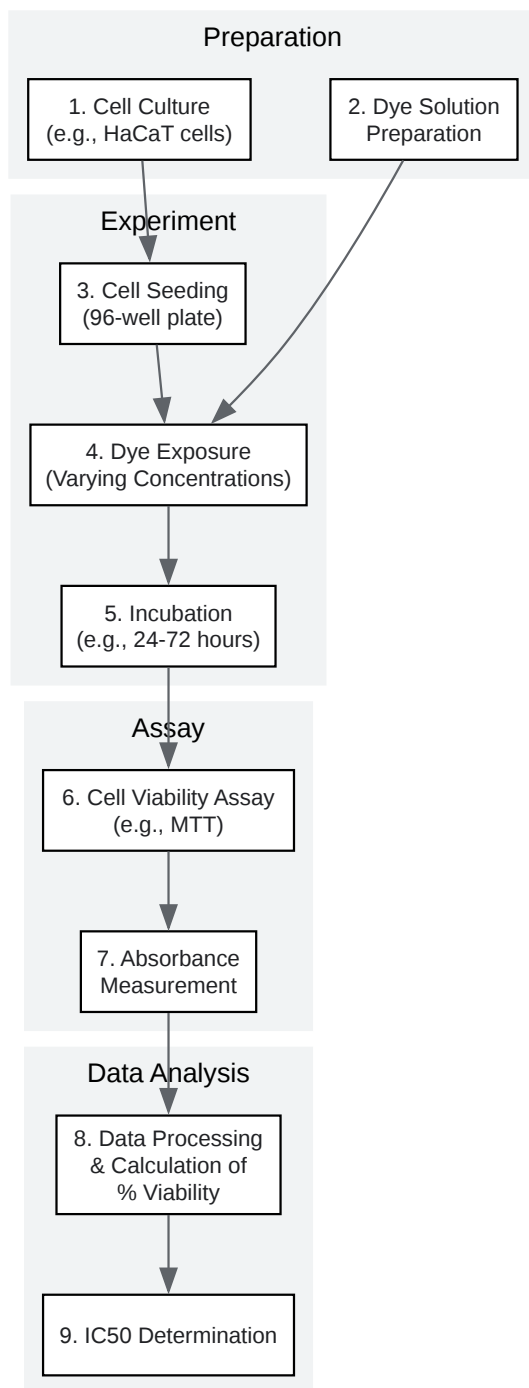 Preparation
1. Cell Culture
(e.g., HaCaT cells)
2. Dye Solution
Preparation
Experiment
3. Cell Seeding
(96-well plate)
4. Dye Exposure
(Varying Concentrations)
5. Incubation
(e.g., 24-72 hours)
Assay
6. Cell Viability Assay
(e.g., MTT)
7. Absorbance
Measurement
Data Analysis
8. Data Processing
& Calculation of
% Viability
9. IC50 Determination